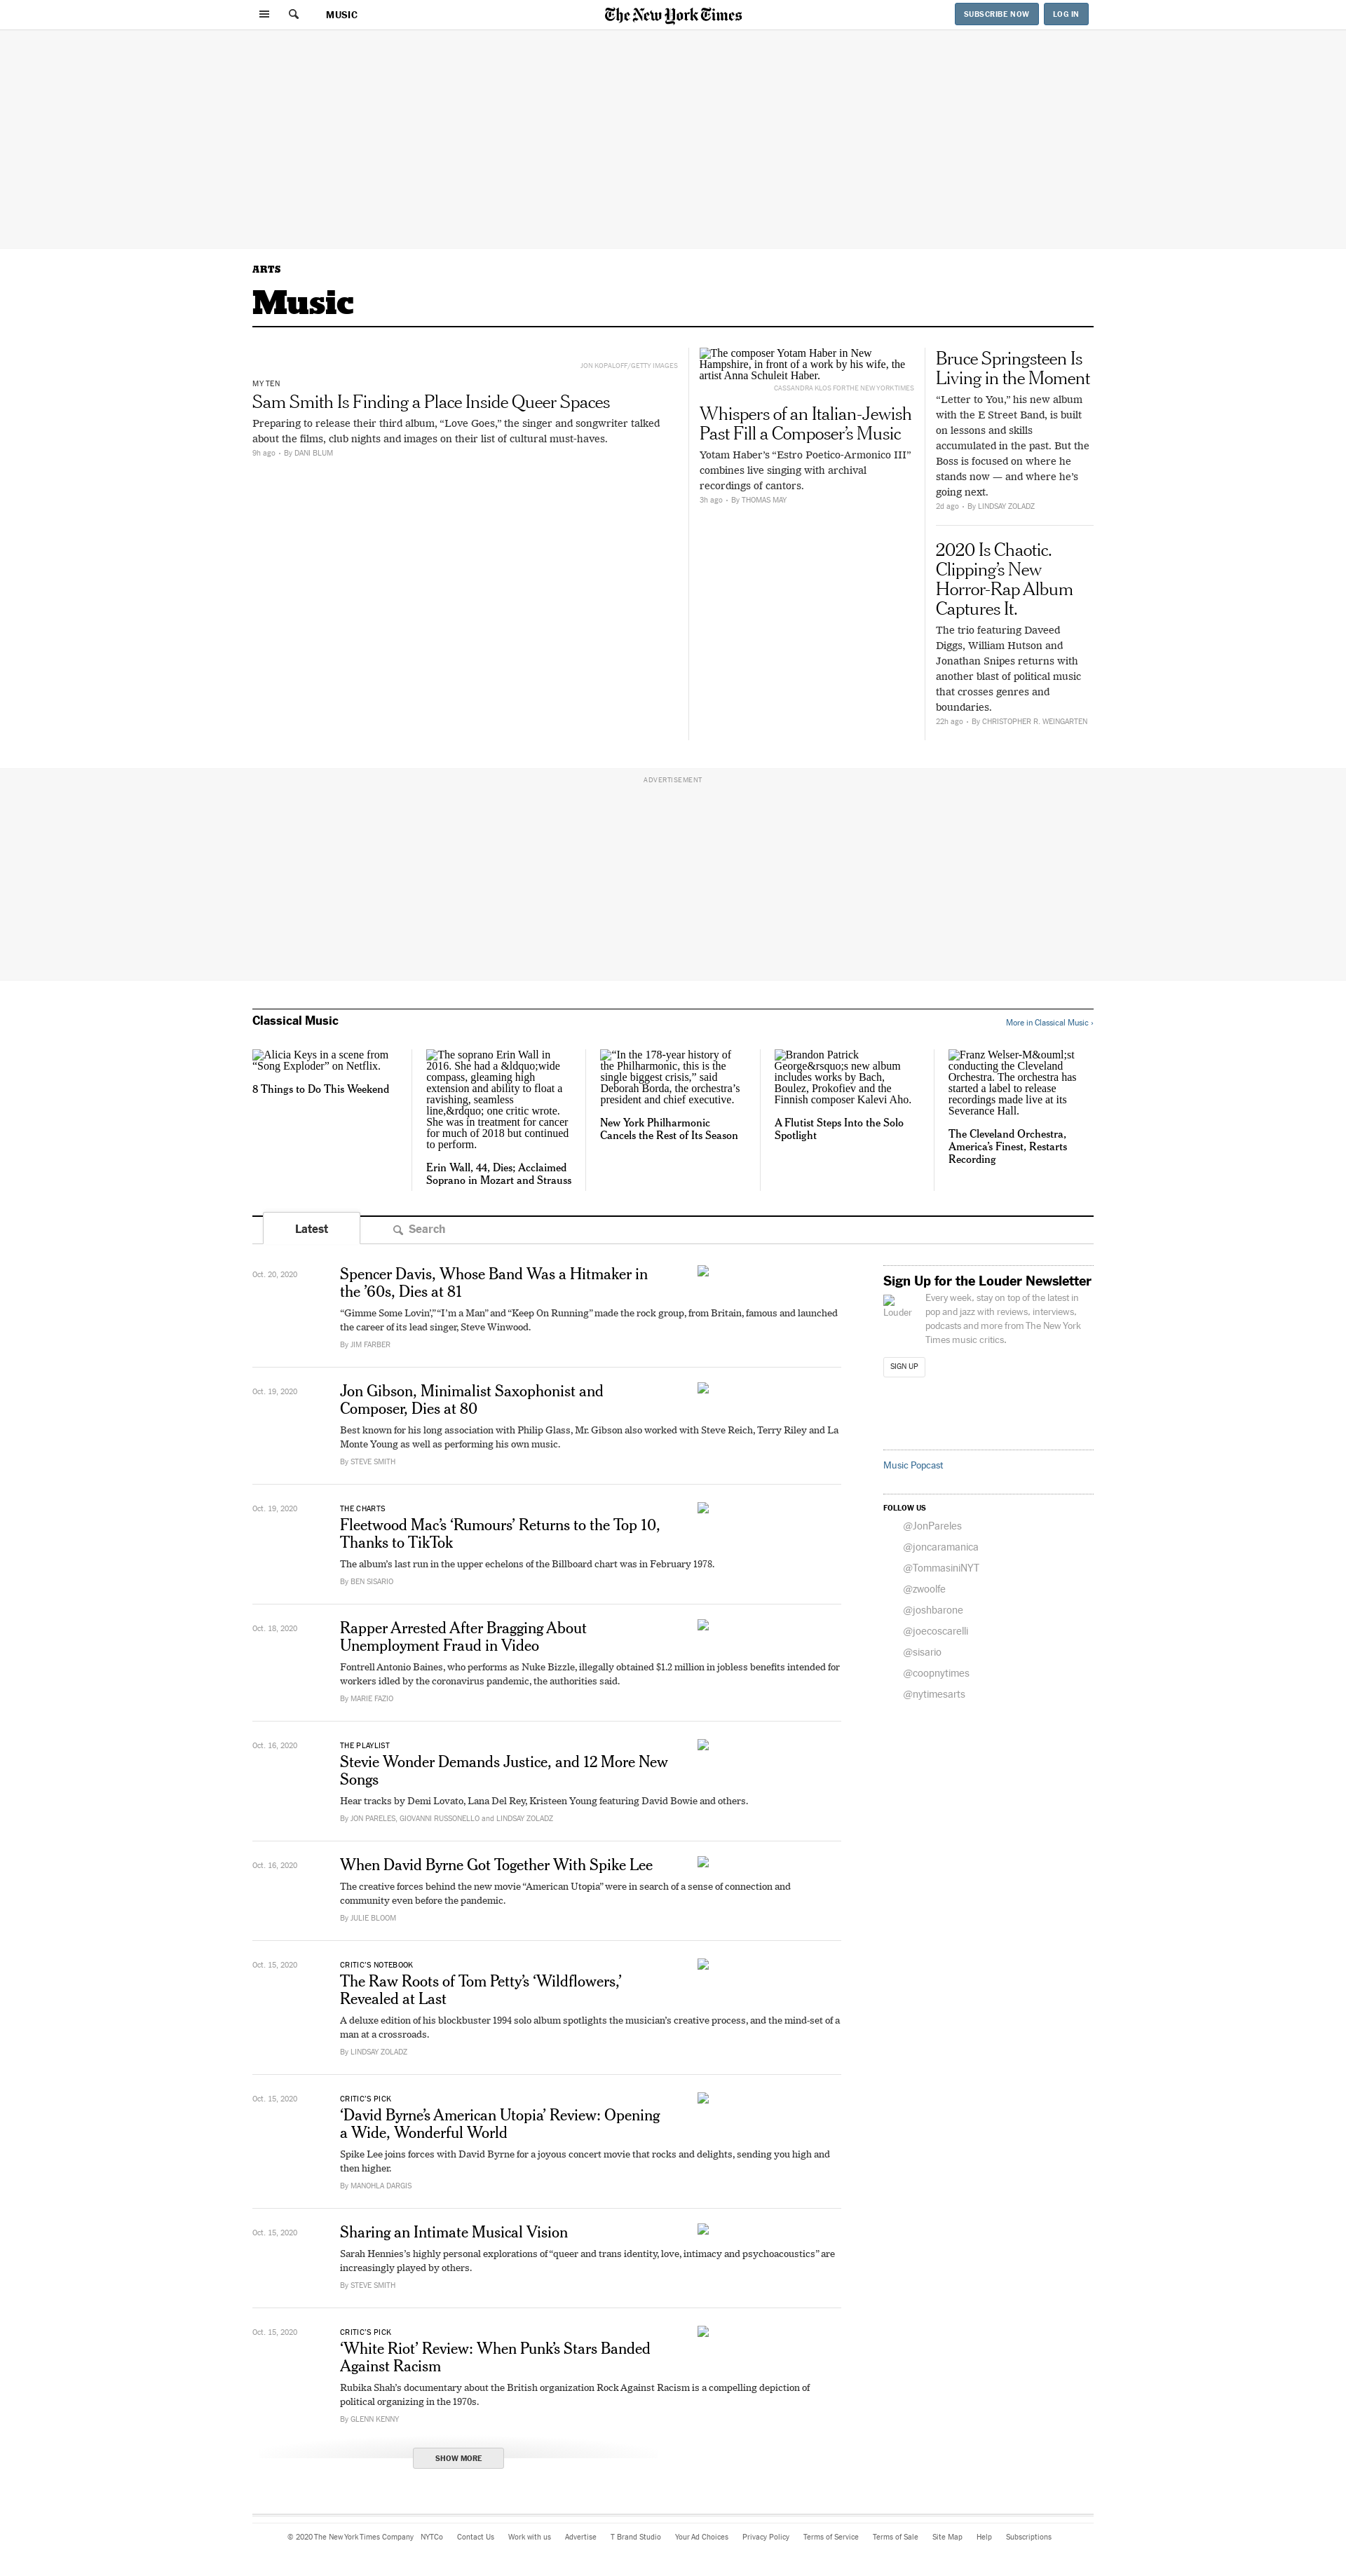 MUSIC
The New York Times
SUBSCRIBE NOW
LOG IN
ARTS
Music
JON KOPALOFF/GETTY IMAGES
MY TEN
Sam Smith Is Finding a Place Inside Queer Spaces
Preparing to release their third album, “Love Goes,” the singer and songwriter talked
about the films, club nights and images on their list of cultural must-haves.
9h ago · By DANI BLUM
The composer Yotam Haber in New
Hampshire, in front of a work by his wife, the
artist Anna Schuleit Haber.
CASSANDRA KLOS FOR THE NEW YORK TIMES
Whispers of an Italian-Jewish
Past Fill a Composer’s Music
Yotam Haber’s “Estro Poetico-Armonico III”
combines live singing with archival
recordings of cantors.
3h ago · By THOMAS MAY
Bruce Springsteen Is
Living in the Moment
“Letter to You,” his new album
with the E Street Band, is built
on lessons and skills
accumulated in the past. But the
Boss is focused on where he
stands now — and where he’s
going next.
2d ago · By LINDSAY ZOLADZ
2020 Is Chaotic.
Clipping’s New
Horror-Rap Album
Captures It.
The trio featuring Daveed
Diggs, William Hutson and
Jonathan Snipes returns with
another blast of political music
that crosses genres and
boundaries.
22h ago · By CHRISTOPHER R. WEINGARTEN
ADVERTISEMENT
Classical Music
More in Classical Music ›
Alicia Keys in a scene from
“Song Exploder” on Netflix.
8 Things to Do This Weekend
The soprano Erin Wall in
2016. She had a &ldquo;wide
compass, gleaming high
extension and ability to float a
ravishing, seamless
line,&rdquo; one critic wrote.
She was in treatment for cancer
for much of 2018 but continued
to perform.
Erin Wall, 44, Dies; Acclaimed
Soprano in Mozart and Strauss
“In the 178-year history of
the Philharmonic, this is the
single biggest crisis,” said
Deborah Borda, the orchestra’s
president and chief executive.
New York Philharmonic
Cancels the Rest of Its Season
Brandon Patrick
George&rsquo;s new album
includes works by Bach,
Boulez, Prokofiev and the
Finnish composer Kalevi Aho.
A Flutist Steps Into the Solo
Spotlight
Franz Welser-M&ouml;st
conducting the Cleveland
Orchestra. The orchestra has
started a label to release
recordings made live at its
Severance Hall.
The Cleveland Orchestra,
America’s Finest, Restarts
Recording
Latest
Search
Oct. 20, 2020
Spencer Davis, Whose Band Was a Hitmaker in
the ’60s, Dies at 81
“Gimme Some Lovin’,” “I’m a Man” and “Keep On Running” made the rock group, from Britain, famous and launched
the career of its lead singer, Steve Winwood.
By JIM FARBER
Oct. 19, 2020
Jon Gibson, Minimalist Saxophonist and
Composer, Dies at 80
Best known for his long association with Philip Glass, Mr. Gibson also worked with Steve Reich, Terry Riley and La
Monte Young as well as performing his own music.
By STEVE SMITH
Oct. 19, 2020
THE CHARTS
Fleetwood Mac’s ‘Rumours’ Returns to the Top 10,
Thanks to TikTok
The album’s last run in the upper echelons of the Billboard chart was in February 1978.
By BEN SISARIO
Oct. 18, 2020
Rapper Arrested After Bragging About
Unemployment Fraud in Video
Fontrell Antonio Baines, who performs as Nuke Bizzle, illegally obtained $1.2 million in jobless benefits intended for
workers idled by the coronavirus pandemic, the authorities said.
By MARIE FAZIO
Oct. 16, 2020
THE PLAYLIST
Stevie Wonder Demands Justice, and 12 More New
Songs
Hear tracks by Demi Lovato, Lana Del Rey, Kristeen Young featuring David Bowie and others.
By JON PARELES, GIOVANNI RUSSONELLO and LINDSAY ZOLADZ
Oct. 16, 2020
When David Byrne Got Together With Spike Lee
The creative forces behind the new movie “American Utopia” were in search of a sense of connection and
community even before the pandemic.
By JULIE BLOOM
Oct. 15, 2020
CRITIC’S NOTEBOOK
The Raw Roots of Tom Petty’s ‘Wildflowers,’
Revealed at Last
A deluxe edition of his blockbuster 1994 solo album spotlights the musician’s creative process, and the mind-set of a
man at a crossroads.
By LINDSAY ZOLADZ
Oct. 15, 2020
CRITIC’S PICK
‘David Byrne’s American Utopia’ Review: Opening
a Wide, Wonderful World
Spike Lee joins forces with David Byrne for a joyous concert movie that rocks and delights, sending you high and
then higher.
By MANOHLA DARGIS
Oct. 15, 2020
Sharing an Intimate Musical Vision
Sarah Hennies’s highly personal explorations of “queer and trans identity, love, intimacy and psychoacoustics” are
increasingly played by others.
By STEVE SMITH
Oct. 15, 2020
CRITIC’S PICK
‘White Riot’ Review: When Punk’s Stars Banded
Against Racism
Rubika Shah’s documentary about the British organization Rock Against Racism is a compelling depiction of
political organizing in the 1970s.
By GLENN KENNY
SHOW MORE
Sign Up for the Louder Newsletter
Louder
Every week, stay on top of the latest in
pop and jazz with reviews, interviews,
podcasts and more from The New York
Times music critics.
SIGN UP
Music Popcast
FOLLOW US
@JonPareles
@joncaramanica
@TommasiniNYT
@zwoolfe
@joshbarone
@joecoscarelli
@sisario
@coopnytimes
@nytimesarts
© 2020 The New York Times Company NYTCo Contact Us Work with us Advertise T Brand Studio Your Ad Choices Privacy Policy Terms of Service Terms of Sale Site Map Help Subscriptions